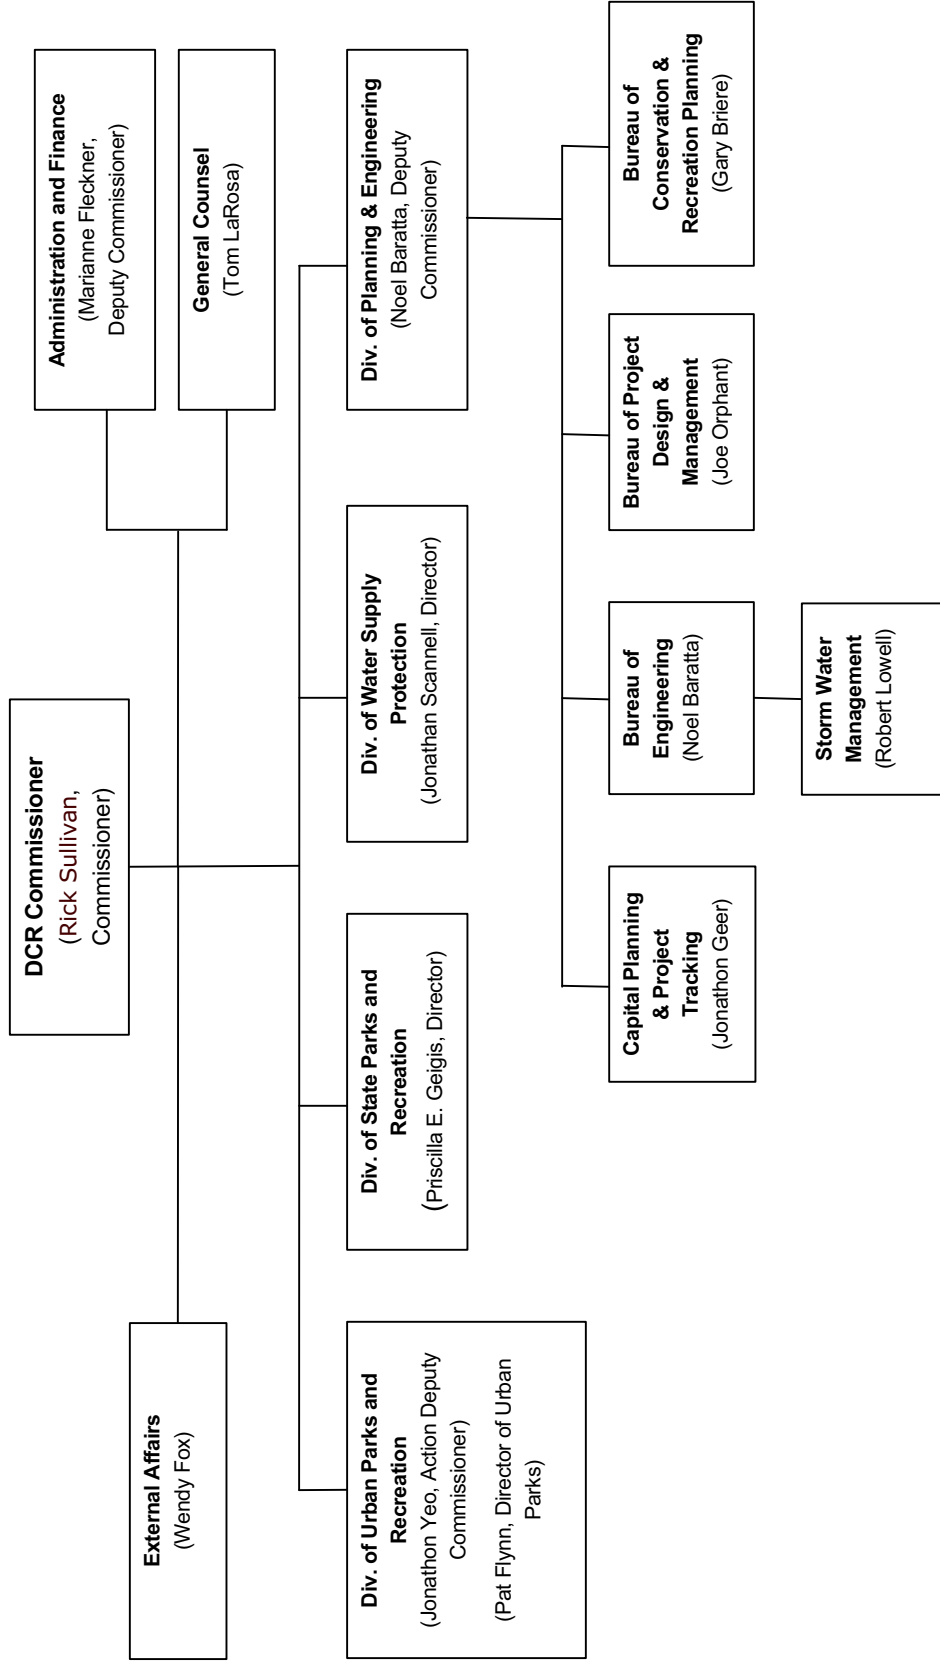 DCR Commissioner
(Rick Sullivan,
Commissioner)
External Affairs
(Wendy Fox)
Administration and Finance
(Marianne Fleckner,
Deputy Commissioner)
General Counsel
(Tom LaRosa)
Div. of Urban Parks and
Recreation
(Jonathon Yeo, Action Deputy
Commissioner)
(Pat Flynn, Director of Urban
Parks)
Div. of State Parks and
Recreation
(Priscilla E. Geigis, Director)
Div. of Water Supply
Protection
(Jonathan Scannell, Director)
Div. of Planning & Engineering
(Noel Baratta, Deputy
Commissioner)
Capital Planning
& Project
Tracking
(Jonathon Geer)
Bureau of
Engineering
(Noel Baratta)
Bureau of Project
Design &
Management
(Joe Orphant)
Bureau of
Conservation &
Recreation Planning
(Gary Briere)
Storm Water
Management
(Robert Lowell)